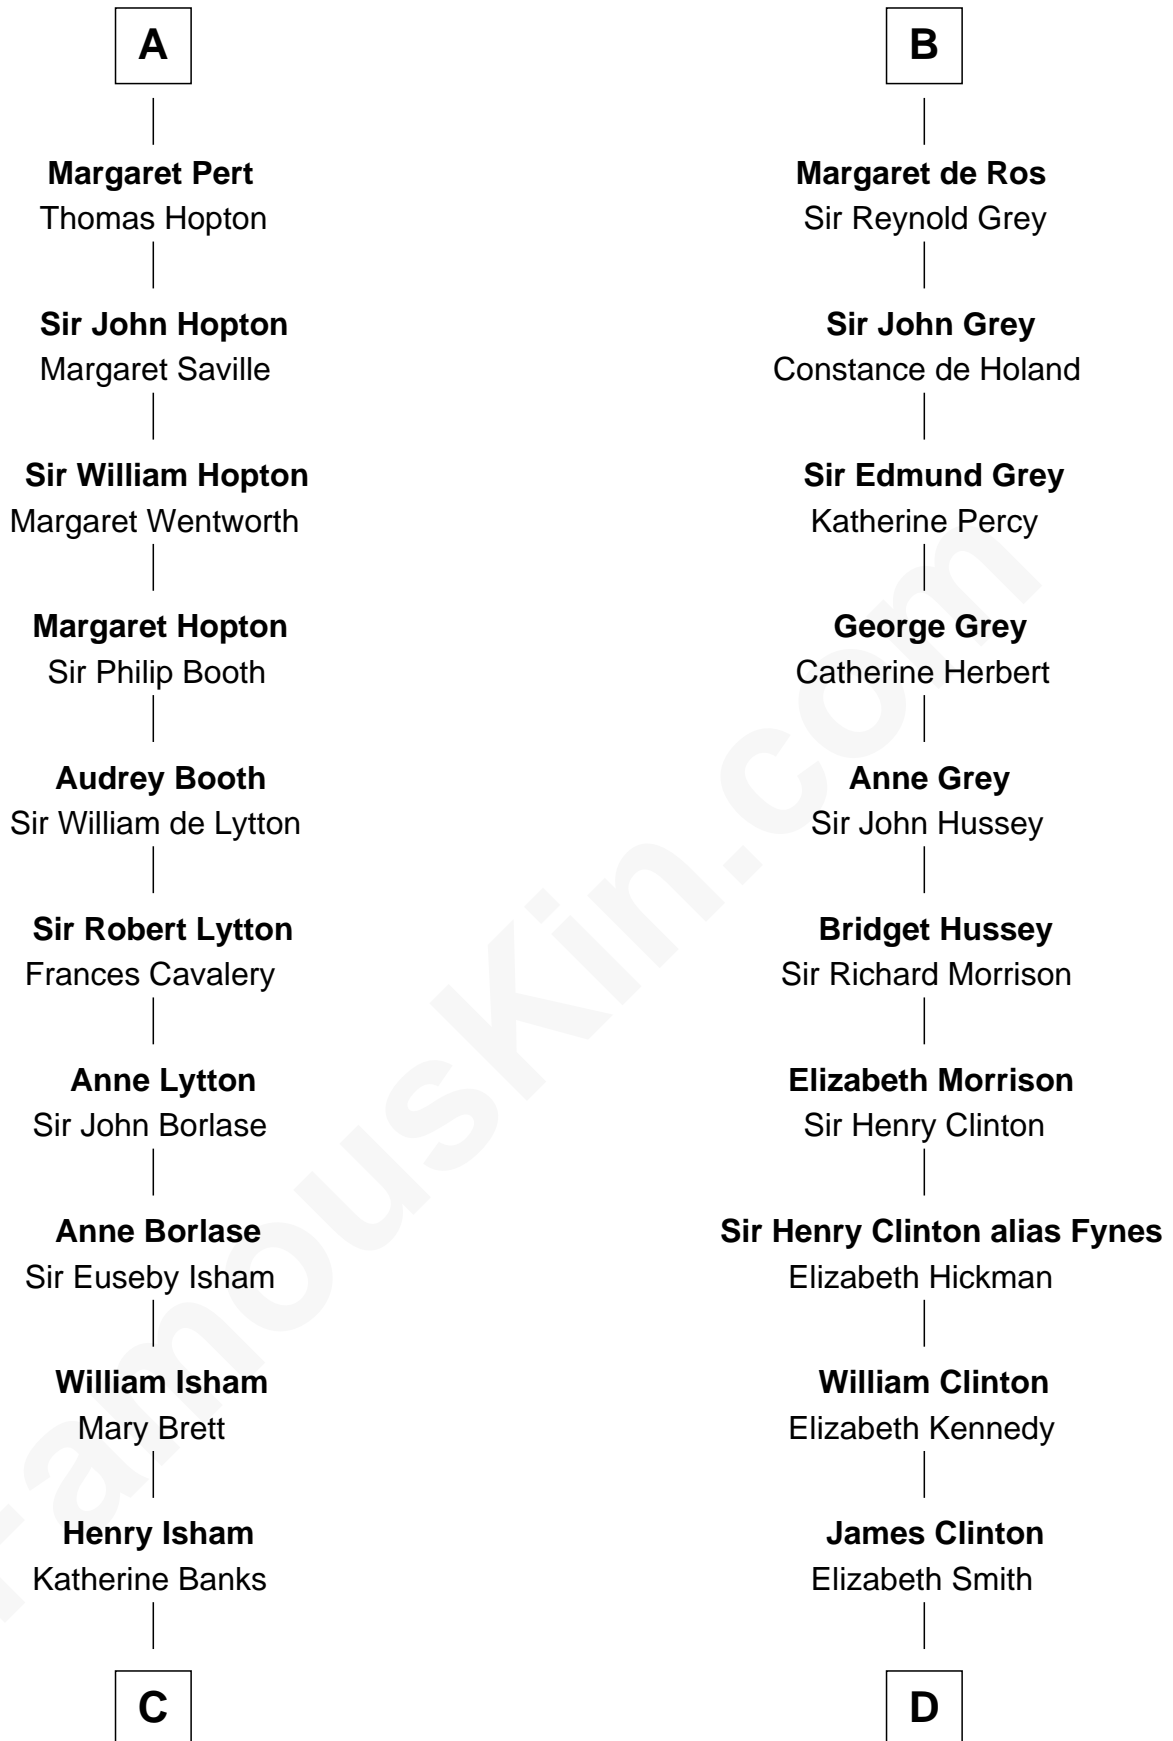 A
Margaret Pert
Thomas Hopton
Sir John Hopton
Margaret Saville
Sir William Hopton
Margaret Wentworth
Margaret Hopton
Sir Philip Booth
Audrey Booth
Sir William de Lytton
Sir Robert Lytton
Frances Cavalery
Anne Lytton
Sir John Borlase
Anne Borlase
Sir Euseby Isham
William Isham
Mary Brett
Henry Isham
Katherine Banks
C
B
Margaret de Ros
Sir Reynold Grey
Sir John Grey
Constance de Holand
Sir Edmund Grey
Katherine Percy
George Grey
Catherine Herbert
Anne Grey
Sir John Hussey
Bridget Hussey
Sir Richard Morrison
Elizabeth Morrison
Sir Henry Clinton
Sir Henry Clinton alias Fynes
Elizabeth Hickman
William Clinton
Elizabeth Kennedy
James Clinton
Elizabeth Smith
D
FamousKin.com